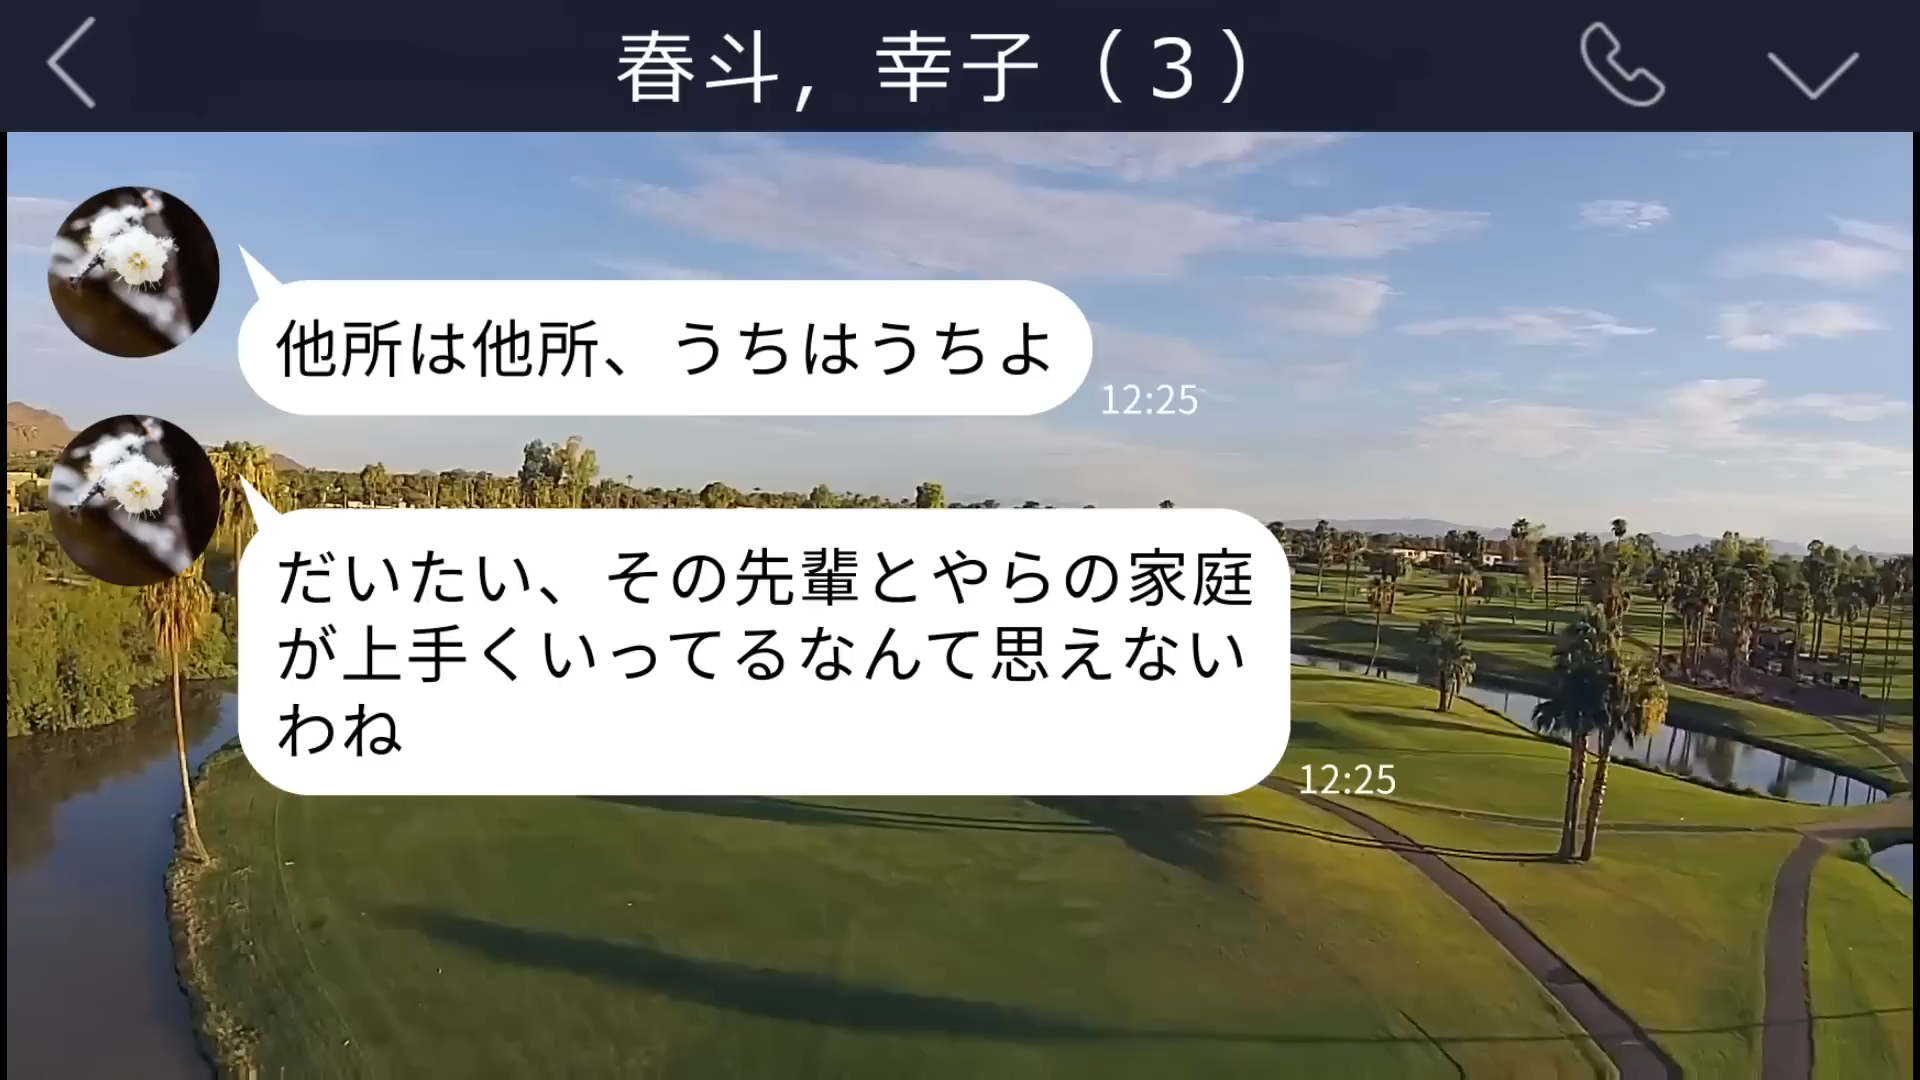 春斗，幸子（３）
他所は他所、うちはうちよ
12:25
だいたい、その先輩とやらの家庭
が上手くいってるなんて思えない
わね
12:25